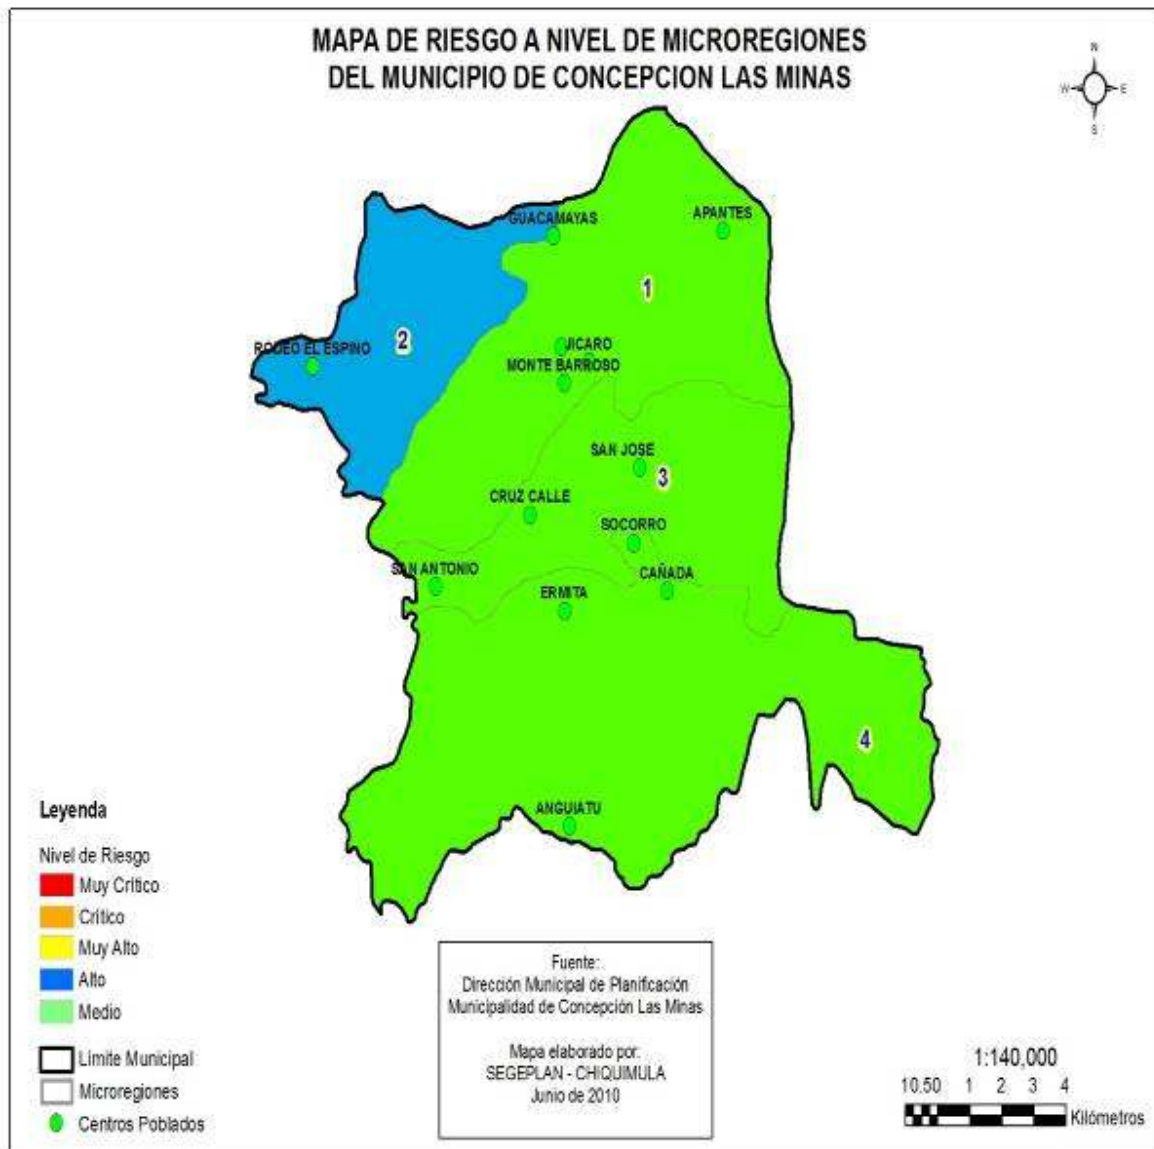 MAPA DE RIESGO A NIVEL DE MICROREGIONES
DEL MUNICIPIO DE CONCEPCION LAS MINAS
N
W
E
S
GUACAMAYAS
APANTES
1
2
RODEO EL ESPINO
JICARO
MONTE BARROSO
SAN JOSE
3
CRUZ CALLE
SOCORRO
SAN ANTONIO
CAÑADA
ERMITA
4
ANGUIATU
Leyenda
Nivel de Riesgo
Muy Crítico
Crítico
Muy Alto
Alto
Medio
Límite Municipal
Microregiones
Centros Poblados
Fuente:
Dirección Municipal de Planificación
Municipalidad de Concepción Las Minas
Mapa elaborado por:
SEGEPLAN - CHIQUIMULA
Junio de 2010
1:140,000
10.50 1 2 3 4
Kilómetros